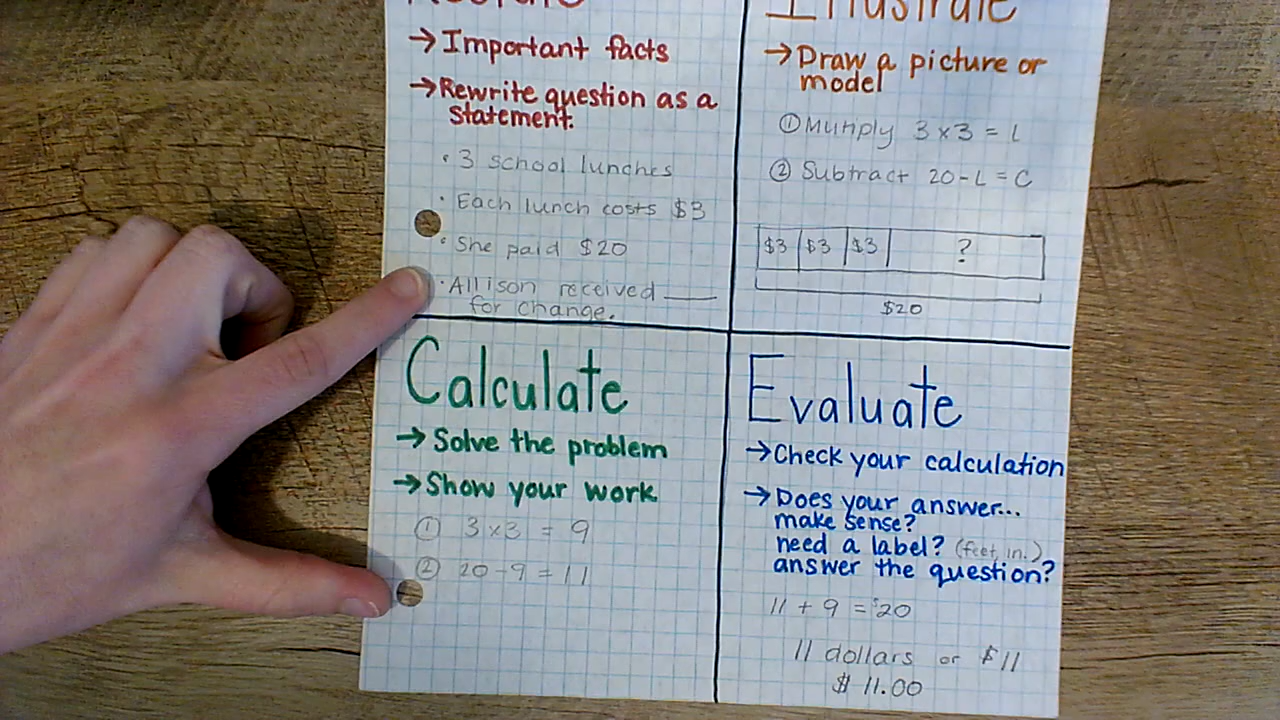 →Important facts
→Rewrite question as a
statement.
· 3 school lunches
· Each lunch costs $3
· She paid $20
· Allison received ____
for change.
Illustrate
→Draw a picture or
model
① Multiply 3 x 3 = L
② Subtract 20 - L = C
$3 $3 $3 ?
$20
Calculate
→ Solve the problem
→ Show your work
① 3 x 3 = 9
② 20 - 9 = 11
Evaluate
→Check your calculation
→Does your answer...
make sense?
need a label? (feet, in.)
answer the question?
11 + 9 = 20
11 dollars or $11
$ 11.00